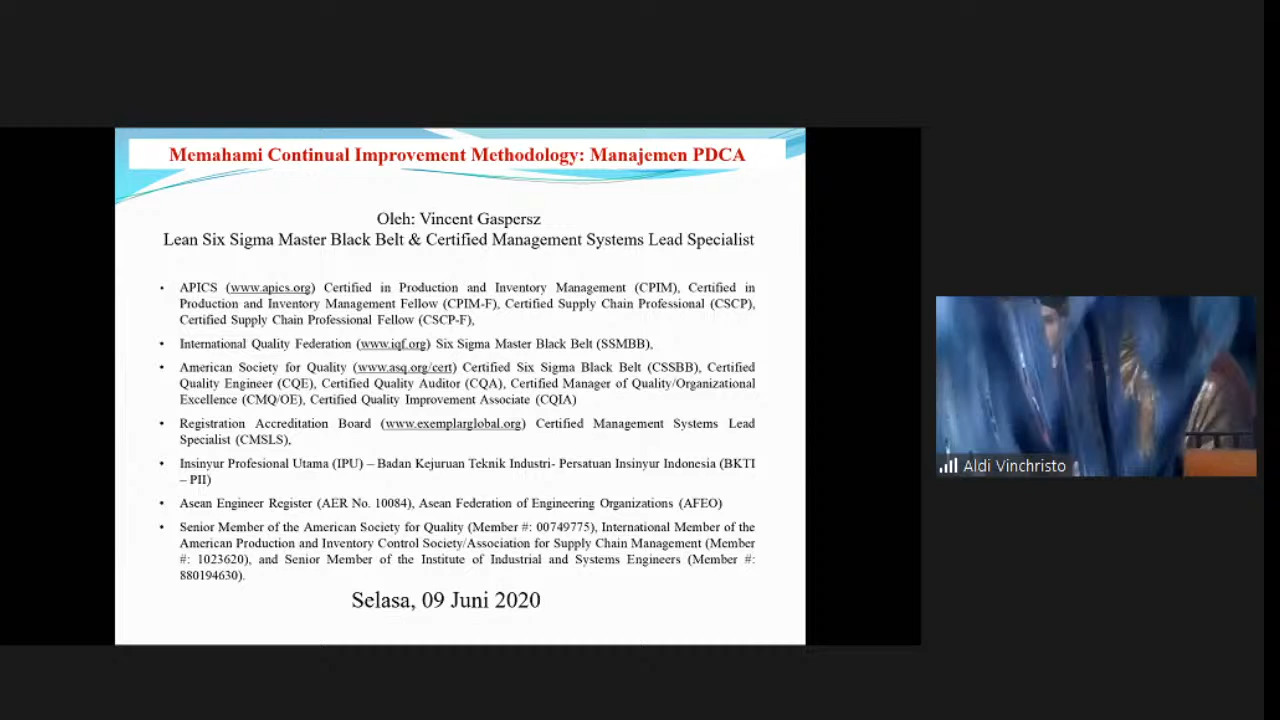 Memahami Continual Improvement Methodology: Manajemen PDCA
Oleh: Vincent Gaspersz
Lean Six Sigma Master Black Belt & Certified Management Systems Lead Specialist
• APICS (www.apics.org) Certified in Production and Inventory Management (CPIM), Certified in
Production and Inventory Management Fellow (CPIM-F), Certified Supply Chain Professional (CSCP),
Certified Supply Chain Professional Fellow (CSCP-F),
• International Quality Federation (www.iqf.org) Six Sigma Master Black Belt (SSMBB),
• American Society for Quality (www.asq.org/cert) Certified Six Sigma Black Belt (CSSBB), Certified
Quality Engineer (CQE), Certified Quality Auditor (CQA), Certified Manager of Quality/Organizational
Excellence (CMQ/OE), Certified Quality Improvement Associate (CQIA)
• Registration Accreditation Board (www.exemplarglobal.org) Certified Management Systems Lead
Specialist (CMSLS),
• Insinyur Profesional Utama (IPU) – Badan Kejuruan Teknik Industri- Persatuan Insinyur Indonesia (BKTI
– PII)
• Asean Engineer Register (AER No. 10084), Asean Federation of Engineering Organizations (AFEO)
• Senior Member of the American Society for Quality (Member #: 00749775), International Member of the
American Production and Inventory Control Society/Association for Supply Chain Management (Member
#: 1023620), and Senior Member of the Institute of Industrial and Systems Engineers (Member #:
880194630).
Selasa, 09 Juni 2020
Aldi Vinchristo